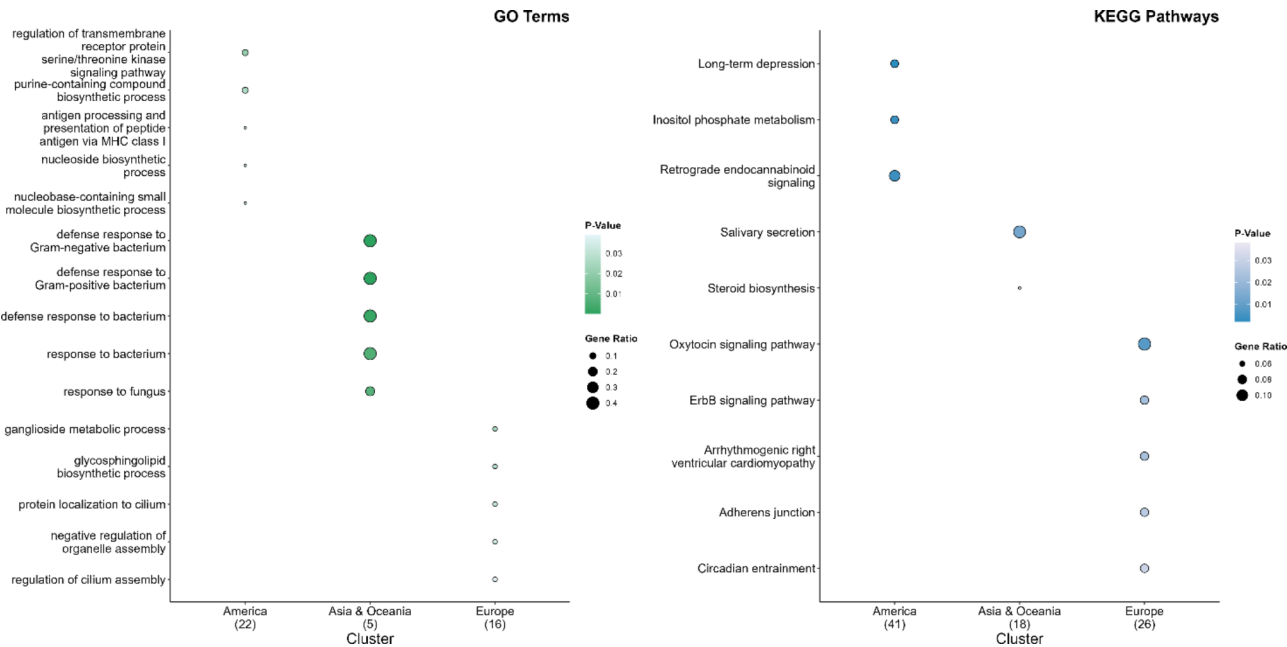 GO Terms
regulation of transmembrane
receptor protein
serine/threonine kinase
signaling pathway
purine-containing compound
biosynthetic process
antigen processing and
presentation of peptide
antigen via MHC class I
nucleoside biosynthetic
process
nucleobase-containing small
molecule biosynthetic process
defense response to
Gram-negative bacterium
defense response to
Gram-positive bacterium
defense response to bacterium
response to bacterium
response to fungus
ganglioside metabolic process
glycosphingolipid
biosynthetic process
protein localization to cilium
negative regulation of
organelle assembly
regulation of cilium assembly
America
(22)
Asia & Oceania
(5)
Europe
(16)
Cluster
P-Value
0.03
0.02
0.01
Gene Ratio
0.1
0.2
0.3
0.4
KEGG Pathways
Long-term depression
Inositol phosphate metabolism
Retrograde endocannabinoid
signaling
Salivary secretion
Steroid biosynthesis
Oxytocin signaling pathway
ErbB signaling pathway
Arrhythmogenic right
ventricular cardiomyopathy
Adherens junction
Circadian entrainment
America
(41)
Asia & Oceania
(18)
Europe
(26)
Cluster
P-Value
0.03
0.02
0.01
Gene Ratio
0.06
0.08
0.10